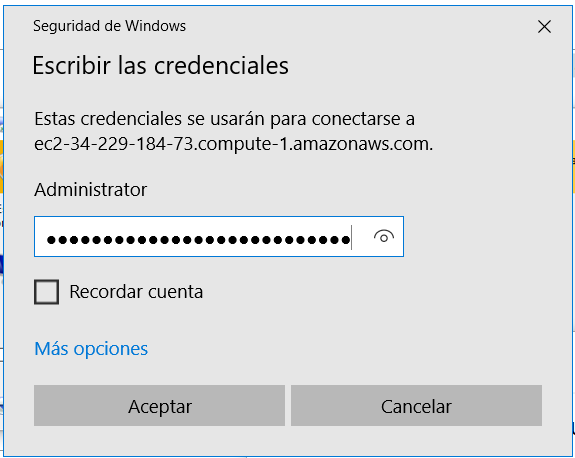 Seguridad de Windows
Escribir las credenciales
Estas credenciales se usarán para conectarse a
ec2-34-229-184-73.compute-1.amazonaws.com.
Administrator
●●●●●●●●●●●●●●●●●●●●●●●●●●●
Recordar cuenta
Más opciones
Aceptar
Cancelar